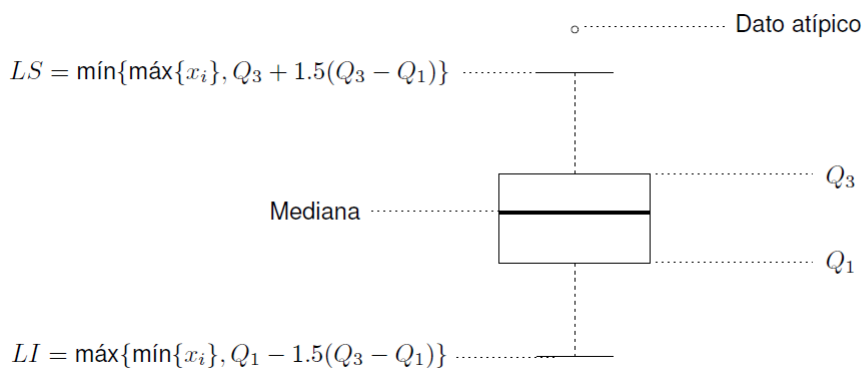 Dato atípico
LS = mín{máx{x_i}, Q_3 + 1.5(Q_3 − Q_1)}
Q_3
Mediana
Q_1
LI = máx{mín{x_i}, Q_1 − 1.5(Q_3 − Q_1)}